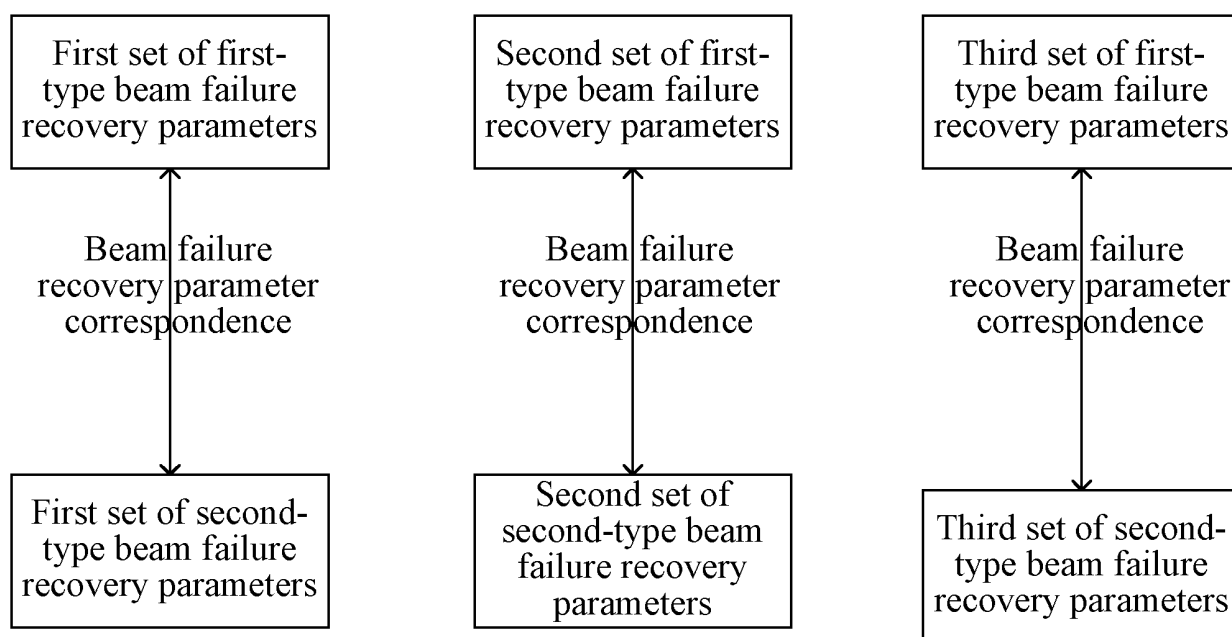 First set of first-
type beam failure
recovery parameters
Second set of first-
type beam failure
recovery parameters
Third set of first-
type beam failure
recovery parameters
Beam failure
recovery parameter
correspondence
Beam failure
recovery parameter
correspondence
Beam failure
recovery parameter
correspondence
First set of second-
type beam failure
recovery parameters
Second set of
second-type beam
failure recovery
parameters
Third set of second-
type beam failure
recovery parameters